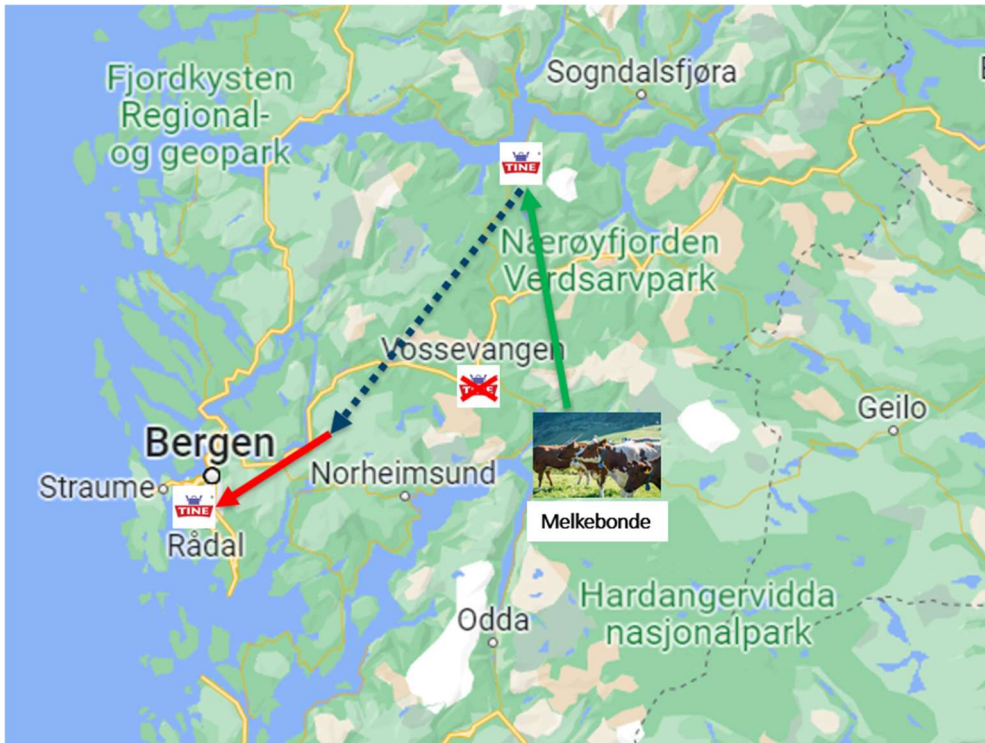 Fjordkysten
Regional-
og geopark
Sogndalsfjøra
E
TINE
Nærøyfjorden
Verdsarvpark
Vossevangen
TINE
Geilo
Bergen
Norheimsund
Straume
TINE
Melkebonde
Rådal
Hardangervidda
nasjonalpark
Odda